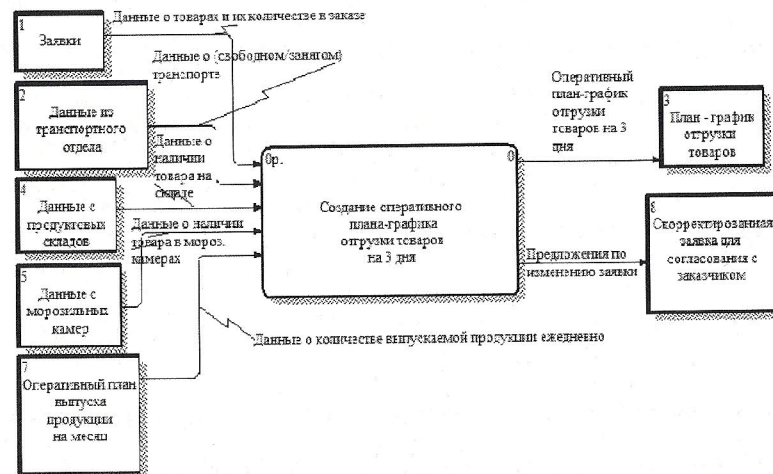 1
Заявки
Данные о товарах и их количестве в заказе
Данные о (свободном/занятом)
транспорте
2
Данные из
транспортного
отдела
Данные о
наличии
товара на
складе
4
Данные с
продуктовых
складов
Данные о наличии
товара в мороз.
камерах
5
Данные с
морозильных
камер
7
Оперативный план
выпуска
продукции
на месяц
Данные о количестве выпускаемой продукции ежедневно
0р.
0
Создание оперативного
плана-графика
отгрузки товаров
на 3 дня
Оперативный
план-график
отгрузки
товаров на 3
дня
3
План - график
отгрузки
товаров
Предложения по
изменению заявки
8
Скорректированная
заявка для
согласования с
заказчиком